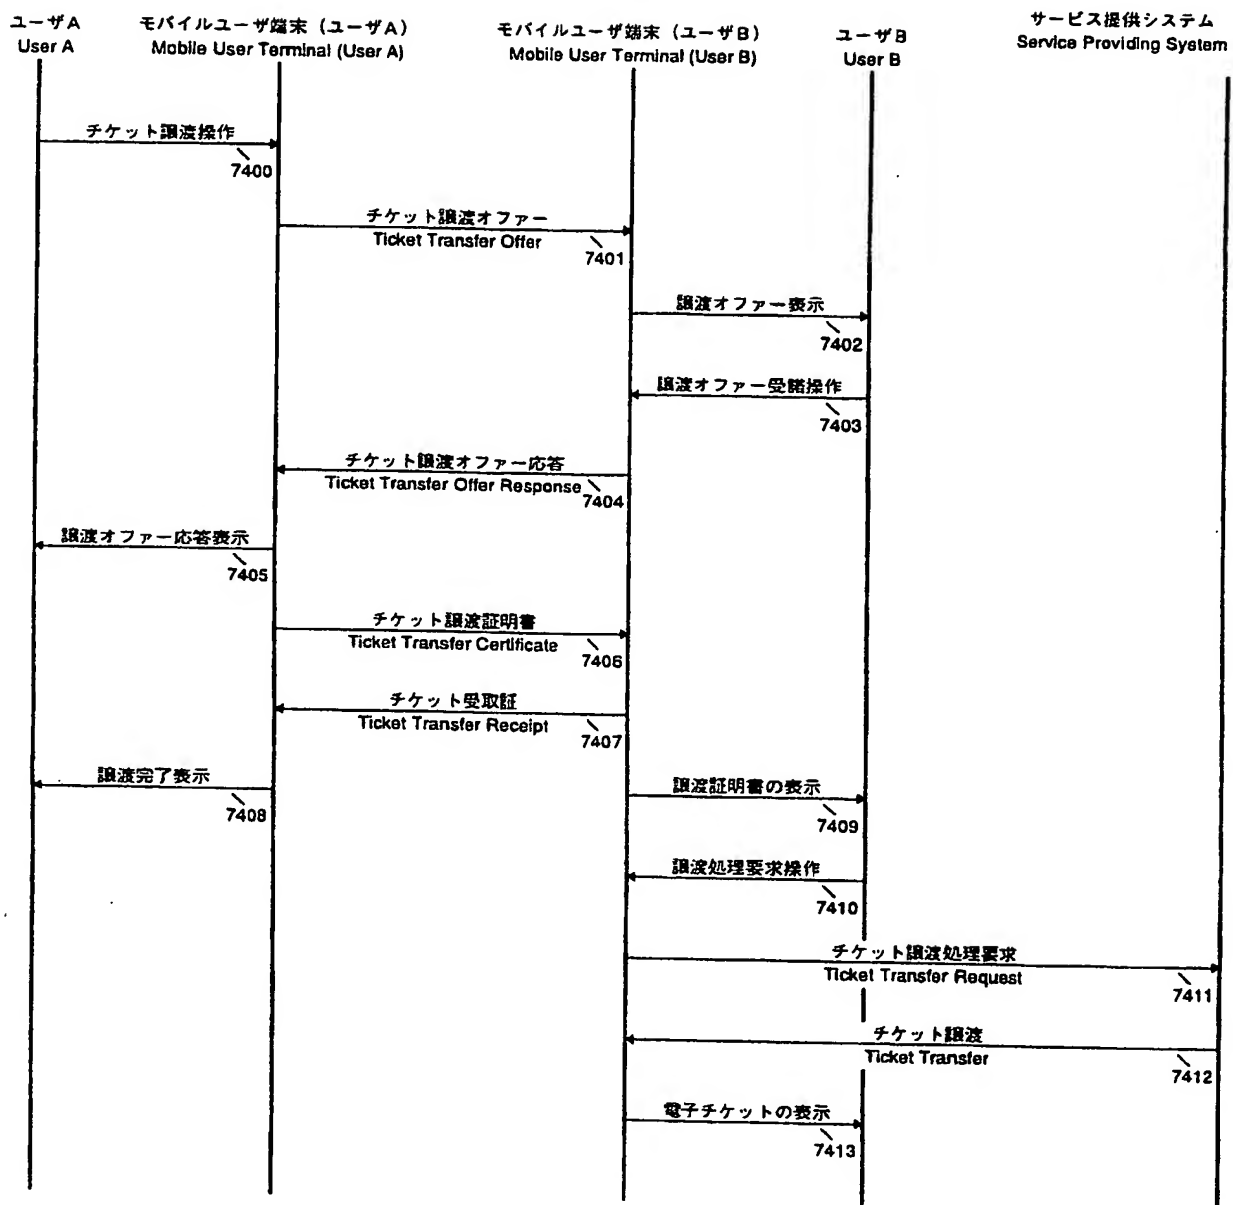 ユーザA
User A
モバイルユーザ端末（ユーザA）
Mobile User Terminal (User A)
モバイルユーザ端末（ユーザB）
Mobile User Terminal (User B)
ユーザB
User B
サービス提供システム
Service Providing System
チケット譲渡操作
7400
チケット譲渡オファー
Ticket Transfer Offer
7401
譲渡オファー表示
7402
譲渡オファー受諾操作
7403
チケット譲渡オファー応答
Ticket Transfer Offer Response
7404
譲渡オファー応答表示
7405
チケット譲渡証明書
Ticket Transfer Certificate
7406
チケット受取証
Ticket Transfer Receipt
7407
譲渡完了表示
7408
譲渡証明書の表示
7409
譲渡処理要求操作
7410
チケット譲渡処理要求
Ticket Transfer Request
7411
チケット譲渡
Ticket Transfer
7412
電子チケットの表示
7413